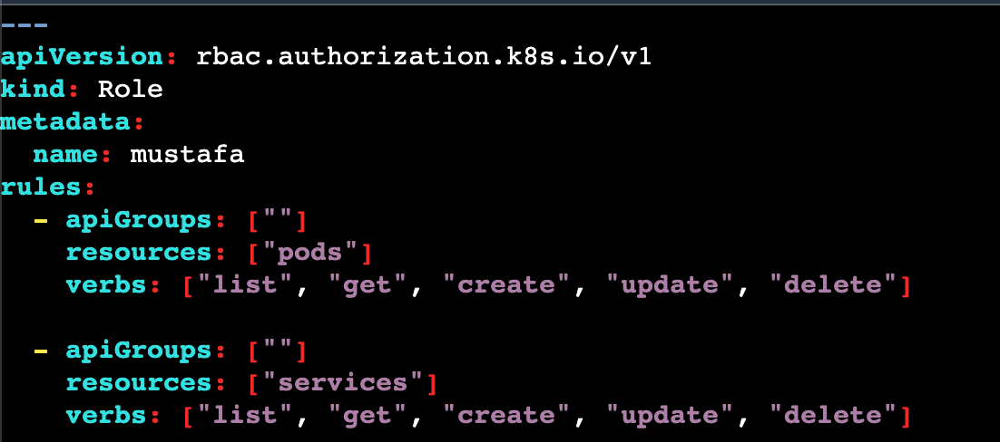 ---
apiVersion: rbac.authorization.k8s.io/v1
kind: Role
metadata:
  name: mustafa
rules:
  - apiGroups: [""]
    resources: ["pods"]
    verbs: ["list", "get", "create", "update", "delete"]

  - apiGroups: [""]
    resources: ["services"]
    verbs: ["list", "get", "create", "update", "delete"]